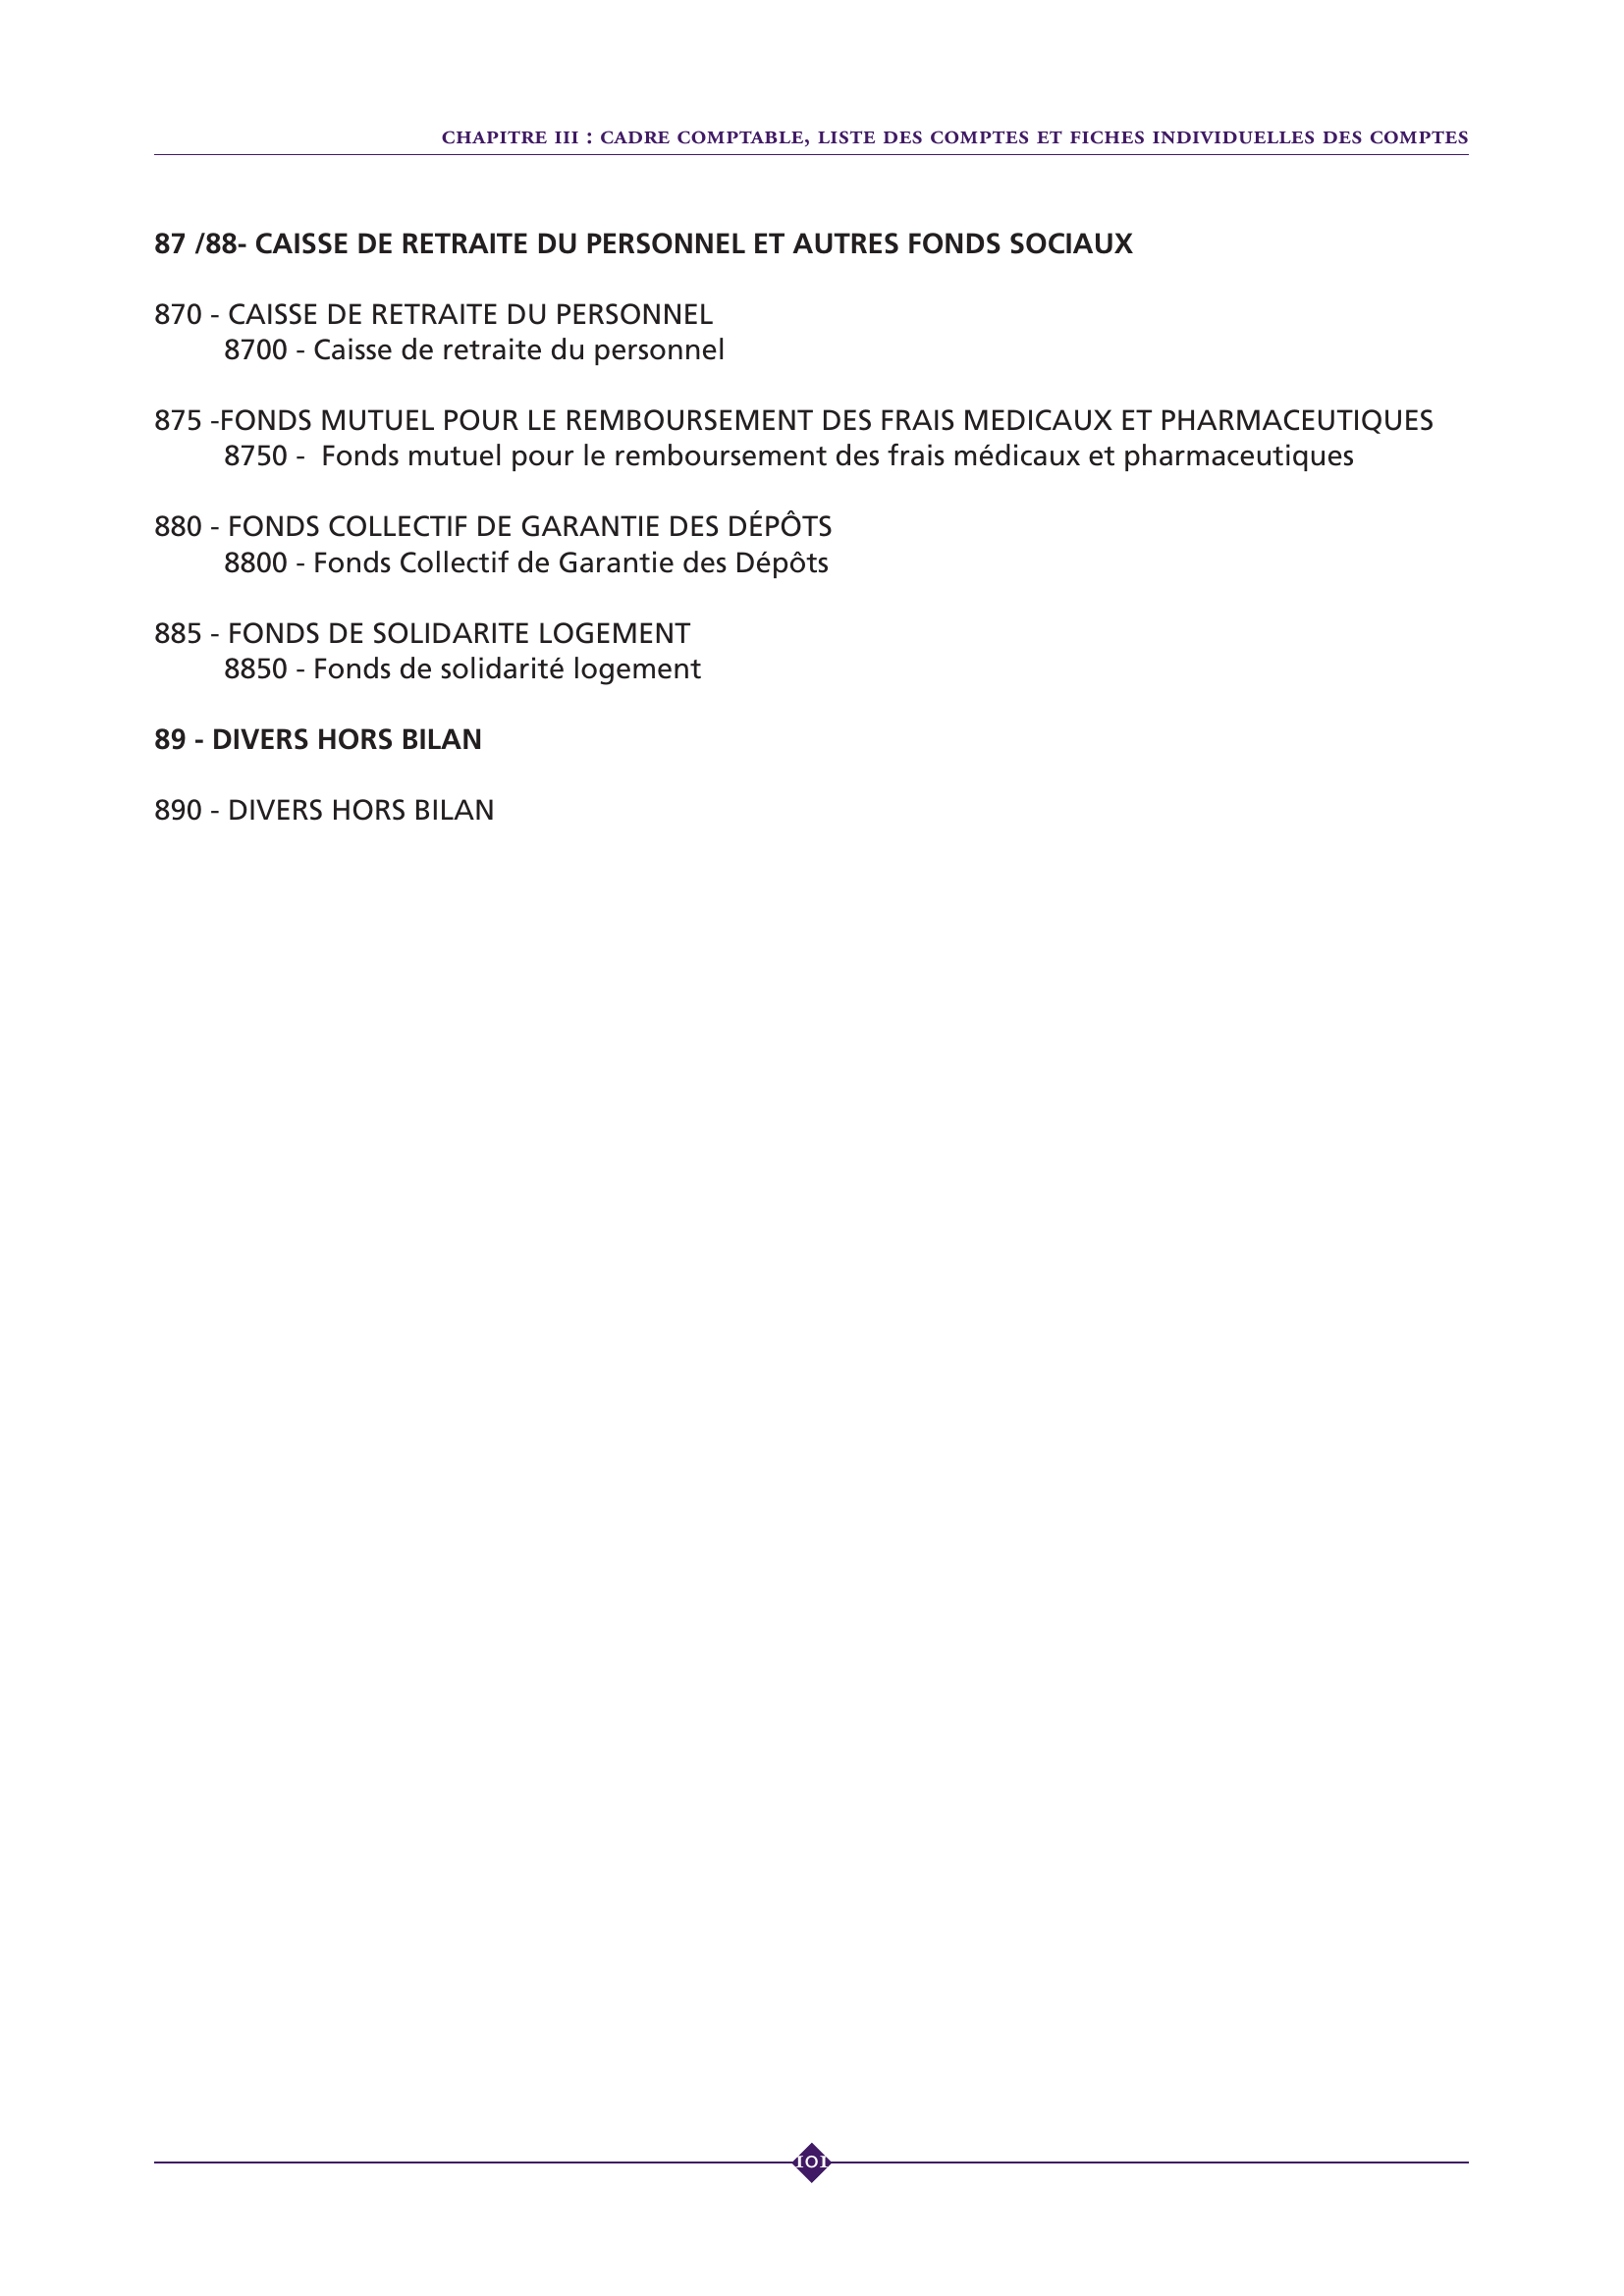 CHAPITRE III : CADRE COMPTABLE, LISTE DES COMPTES ET FICHES INDIVIDUELLES DES COMPTES
87 /88- CAISSE DE RETRAITE DU PERSONNEL ET AUTRES FONDS SOCIAUX
870 - CAISSE DE RETRAITE DU PERSONNEL
8700 - Caisse de retraite du personnel
875 -FONDS MUTUEL POUR LE REMBOURSEMENT DES FRAIS MEDICAUX ET PHARMACEUTIQUES
8750 - Fonds mutuel pour le remboursement des frais médicaux et pharmaceutiques
880 - FONDS COLLECTIF DE GARANTIE DES DÉPÔTS
8800 - Fonds Collectif de Garantie des Dépôts
885 - FONDS DE SOLIDARITE LOGEMENT
8850 - Fonds de solidarité logement
89 - DIVERS HORS BILAN
890 - DIVERS HORS BILAN
101